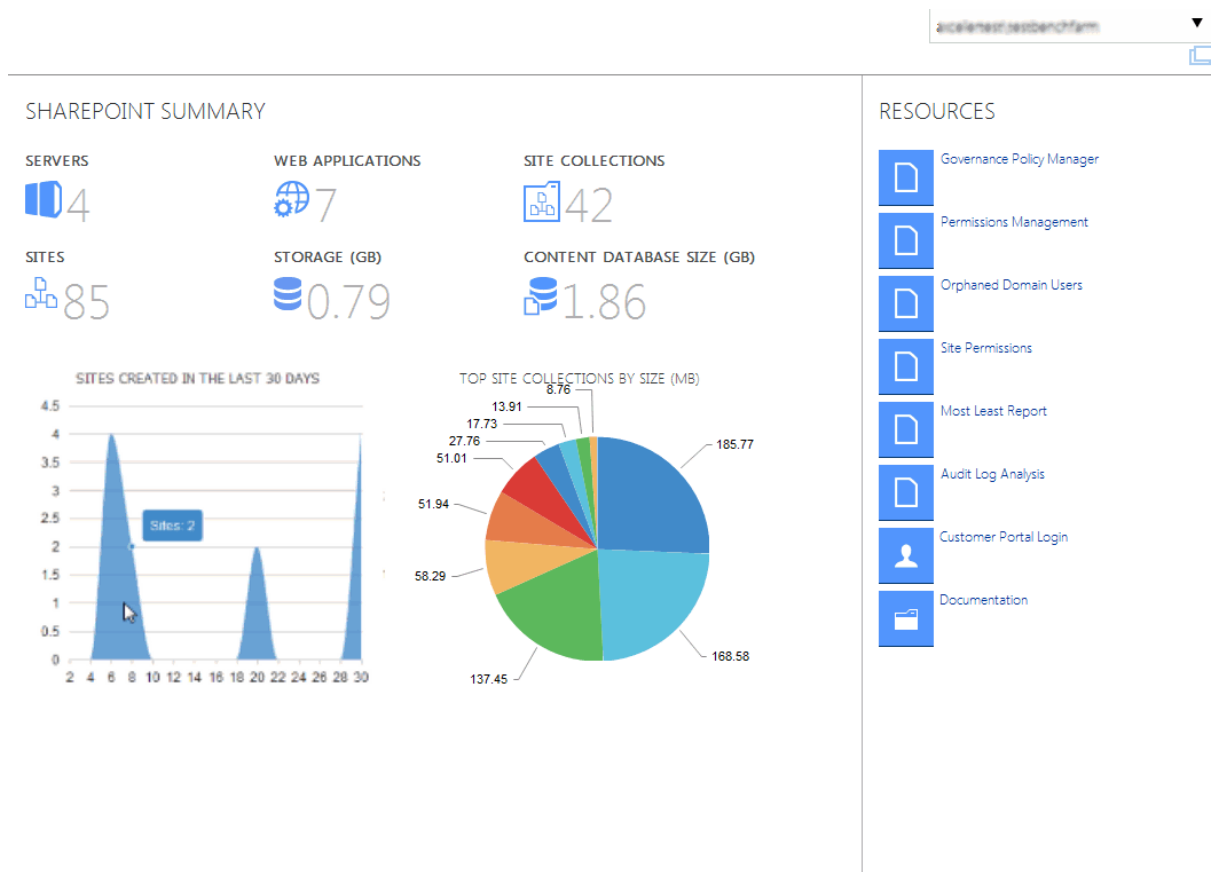 SHAREPOINT SUMMARY
SERVERS
4
WEB APPLICATIONS
7
SITE COLLECTIONS
42
SITES
85
STORAGE (GB)
0.79
CONTENT DATABASE SIZE (GB)
1.86
SITES CREATED IN THE LAST 30 DAYS
4.5
4
3.5
3
2.5
2
1.5
1
0.5
0
Sites: 2
2 4 6 8 10 12 14 16 18 20 22 24 26 28 30
TOP SITE COLLECTIONS BY SIZE (MB)
8.76
13.91
17.73
27.76
51.01
51.94
58.29
137.45
168.58
185.77
RESOURCES
Governance Policy Manager
Permissions Management
Orphaned Domain Users
Site Permissions
Most Least Report
Audit Log Analysis
Customer Portal Login
Documentation